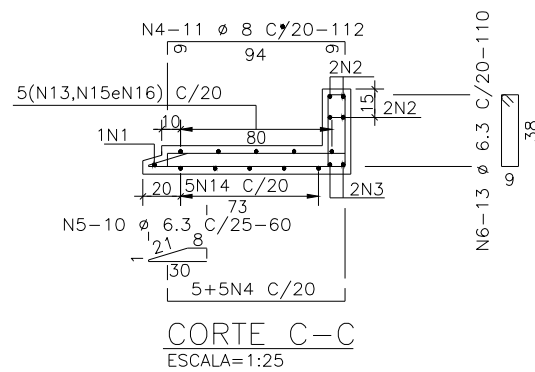 N4-11 ø 8 C/20-112
9
94
9
2N2
5(N13,N15eN16) C/20
10
80
15
2N2
1N1
20
5N14 C/20
73
2N3
N5-10 ø 6.3 C/25-60
1
21
8
30
5+5N4 C/20
N6-13 ø 6.3 C/20-110
38
9
CORTE C-C
ESCALA=1:25